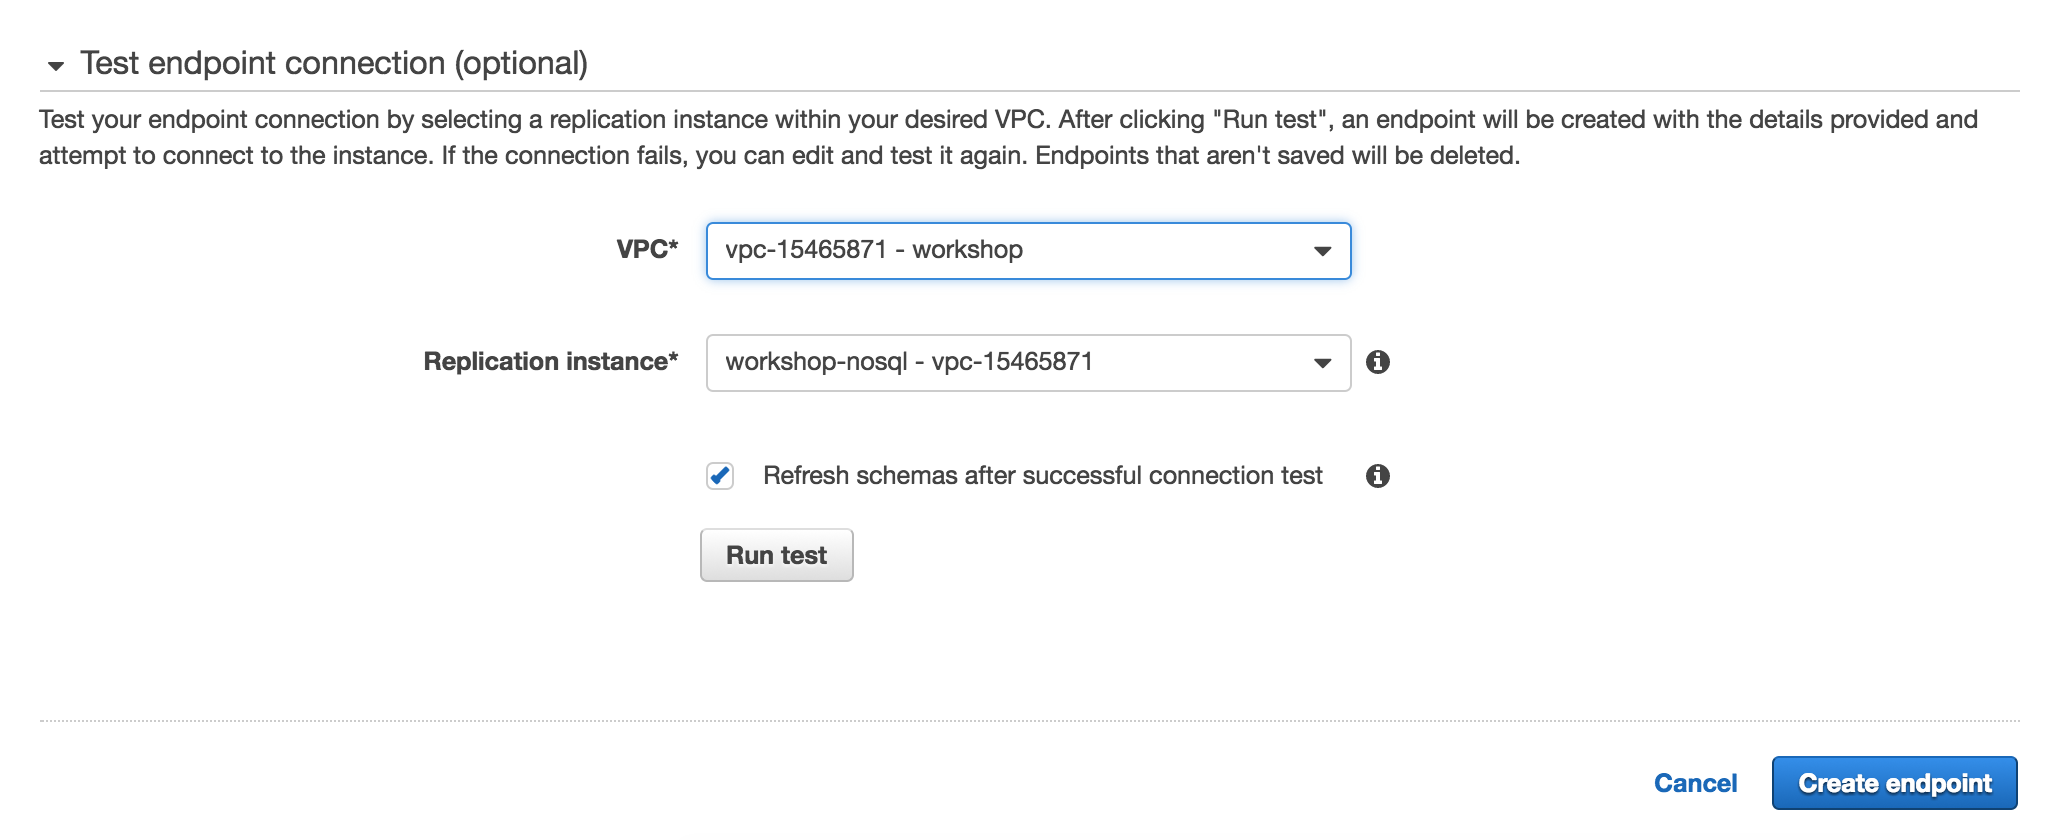 Test endpoint connection (optional)
Test your endpoint connection by selecting a replication instance within your desired VPC. After clicking "Run test", an endpoint will be created with the details provided and
attempt to connect to the instance. If the connection fails, you can edit and test it again. Endpoints that aren't saved will be deleted.
VPC* vpc-15465871 - workshop
Replication instance* workshop-nosql - vpc-15465871
Refresh schemas after successful connection test
Run test
Cancel Create endpoint